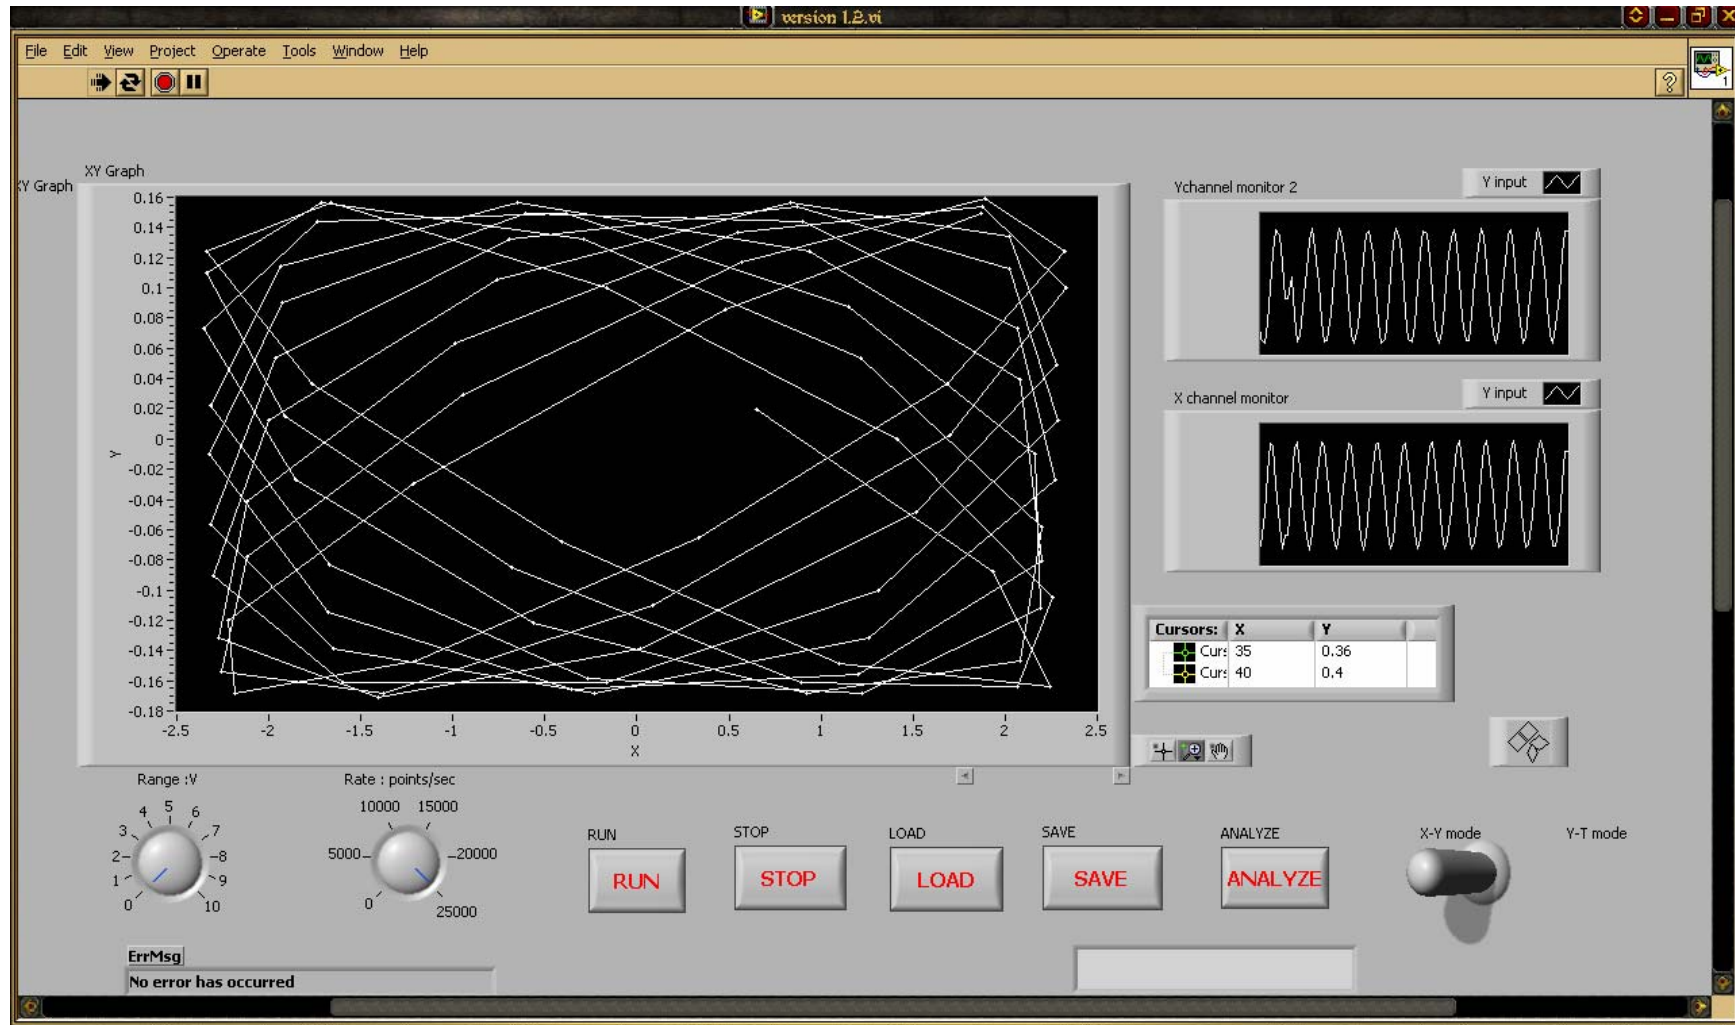 version 1.2.vi
File Edit View Project Operate Tools Window Help
1
XY Graph
XY Graph
0.16
0.14
0.12
0.1
0.08
0.06
0.04
0.02
0
-0.02
-0.04
-0.06
-0.08
-0.1
-0.12
-0.14
-0.16
-0.18
Y
-2.5 -2 -1.5 -1 -0.5 0 0.5 1 1.5 2 2.5
X
Ychannel monitor 2
Y input
X channel monitor
Y input
Cursors: X Y
Curs 35 0.36
Curs 40 0.4
Range :V
0 1 2 3 4 5 6 7 8 9 10
Rate : points/sec
0 5000 10000 15000 20000 25000
RUN
RUN
STOP
STOP
LOAD
LOAD
SAVE
SAVE
ANALYZE
ANALYZE
X-Y mode
Y-T mode
ErrMsg
No error has occurred